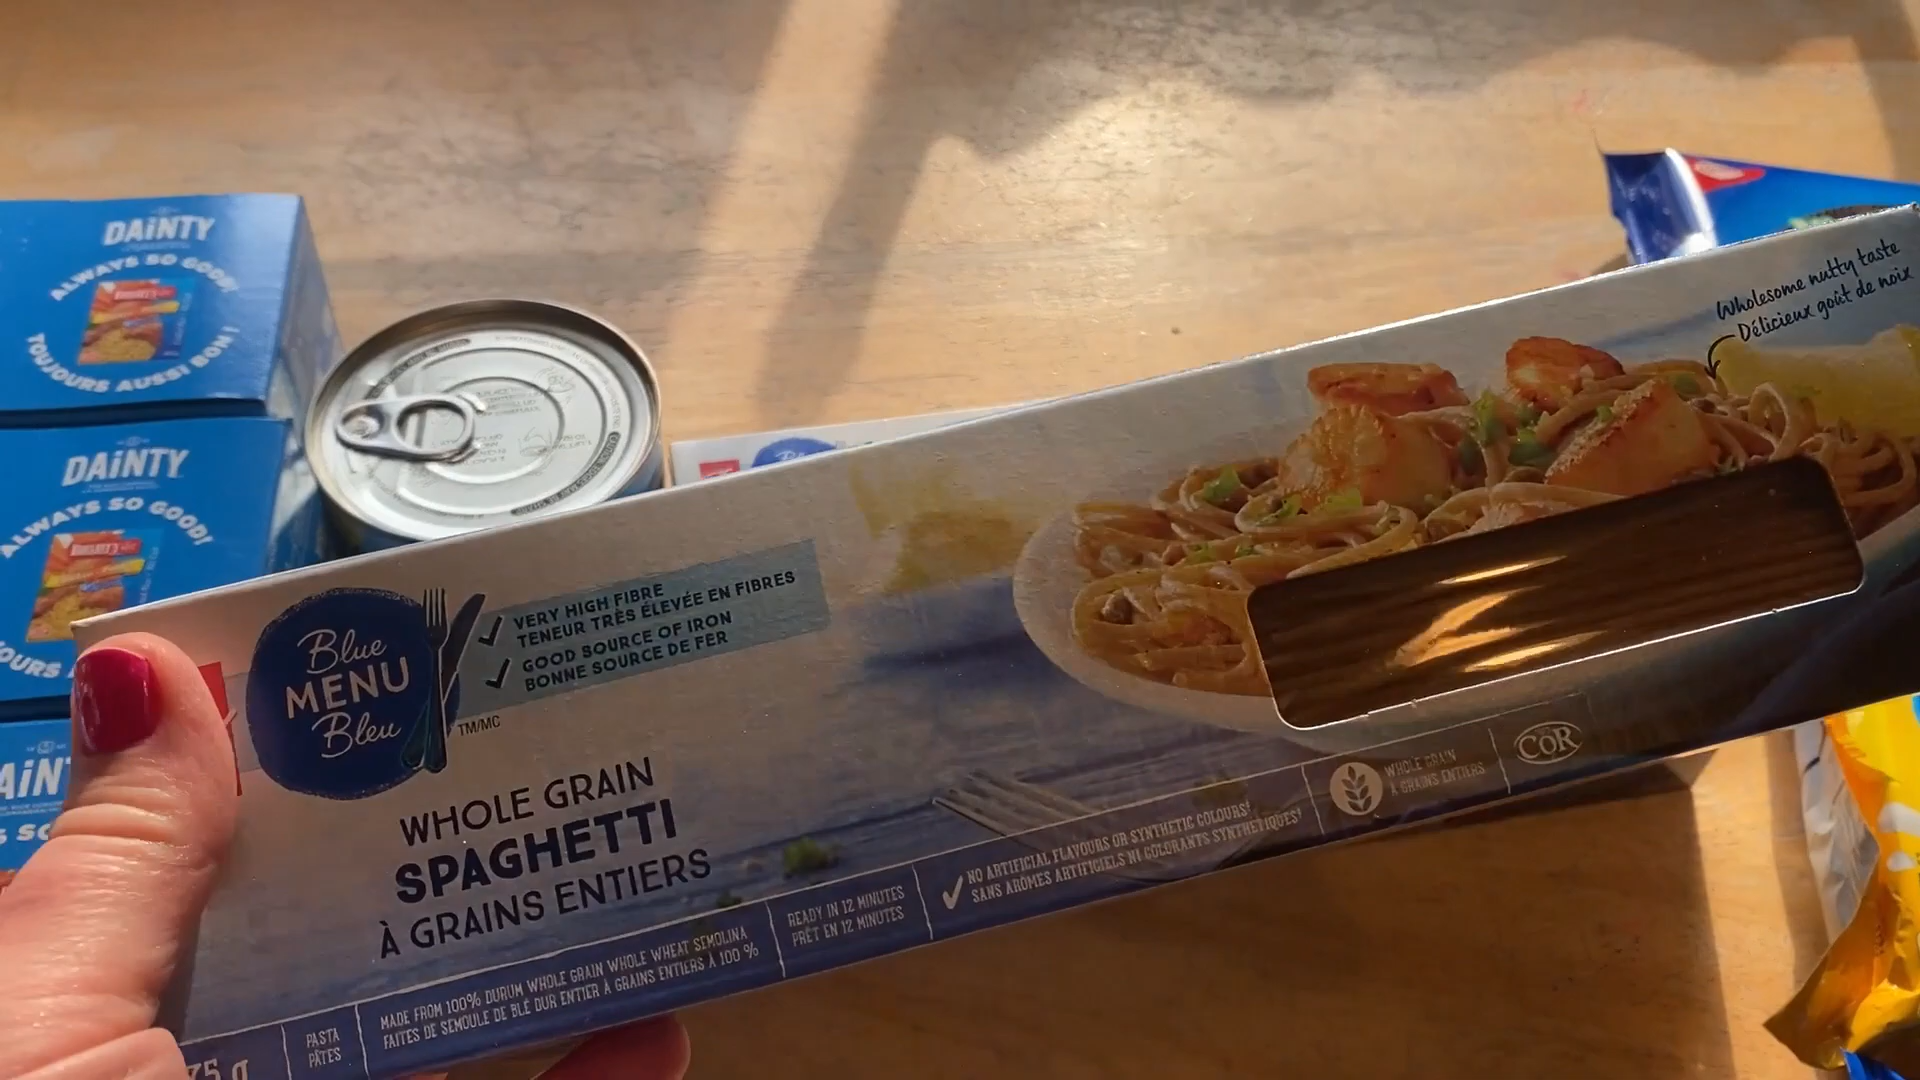 DAiNTY
ALWAYS SO GOOD!
TOUJOURS AUSSI BON!
DAiNTY
ALWAYS SO GOOD!
OURS
AiN
S SO
Wholesome nutty taste
Délicieux goût de noix
Blue
MENU
Bleu
TM/MC
VERY HIGH FIBRE
TENEUR TRÈS ÉLEVÉE EN FIBRES
GOOD SOURCE OF IRON
BONNE SOURCE DE FER
WHOLE GRAIN
SPAGHETTI
À GRAINS ENTIERS
75 g
PASTA
PÂTES
MADE FROM 100% DURUM WHOLE GRAIN WHOLE WHEAT SEMOLINA
FAITES DE SEMOULE DE BLÉ DUR ENTIER À GRAINS ENTIERS À 100 %
READY IN 12 MINUTES
PRÊT EN 12 MINUTES
NO ARTIFICIAL FLAVOURS OR SYNTHETIC COLOURS‡
SANS ARÔMES ARTIFICIELS NI COLORANTS SYNTHÉTIQUES‡
WHOLE GRAIN
À GRAINS ENTIERS
COR